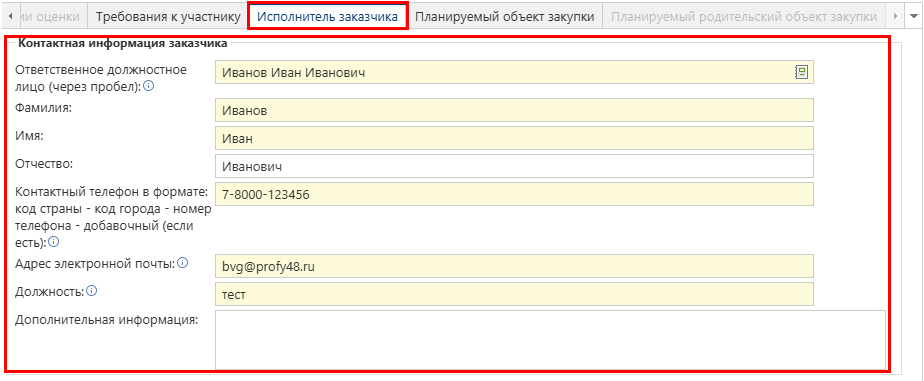 ии оценки Требования к участнику Исполнитель заказчика Планируемый объект закупки Планируемый родительский объект закупки
Контактная информация заказчика
Ответственное должностное
лицо (через пробел):
Иванов Иван Иванович
Фамилия:
Иванов
Имя:
Иван
Отчество:
Иванович
Контактный телефон в формате:
код страны - код города - номер
телефона - добавочный (если
есть):
7-8000-123456
Адрес электронной почты:
bvg@profy48.ru
Должность:
тест
Дополнительная информация: